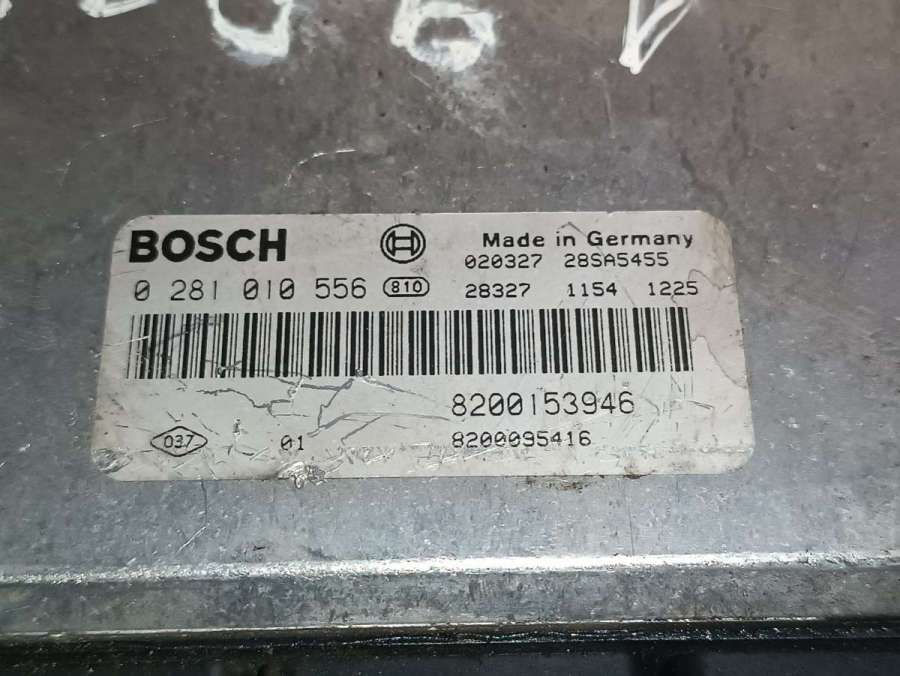 BOSCH Made in Germany
020327 28SA5455
0 281 010 556 810 28327 1154 1225
8200153946
037 01 8200095416